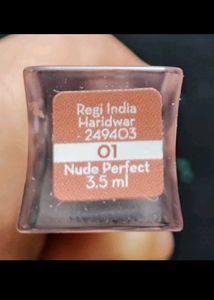 Regi India
Haridwar
- 249403
01
Nude Perfect
3.5 ml